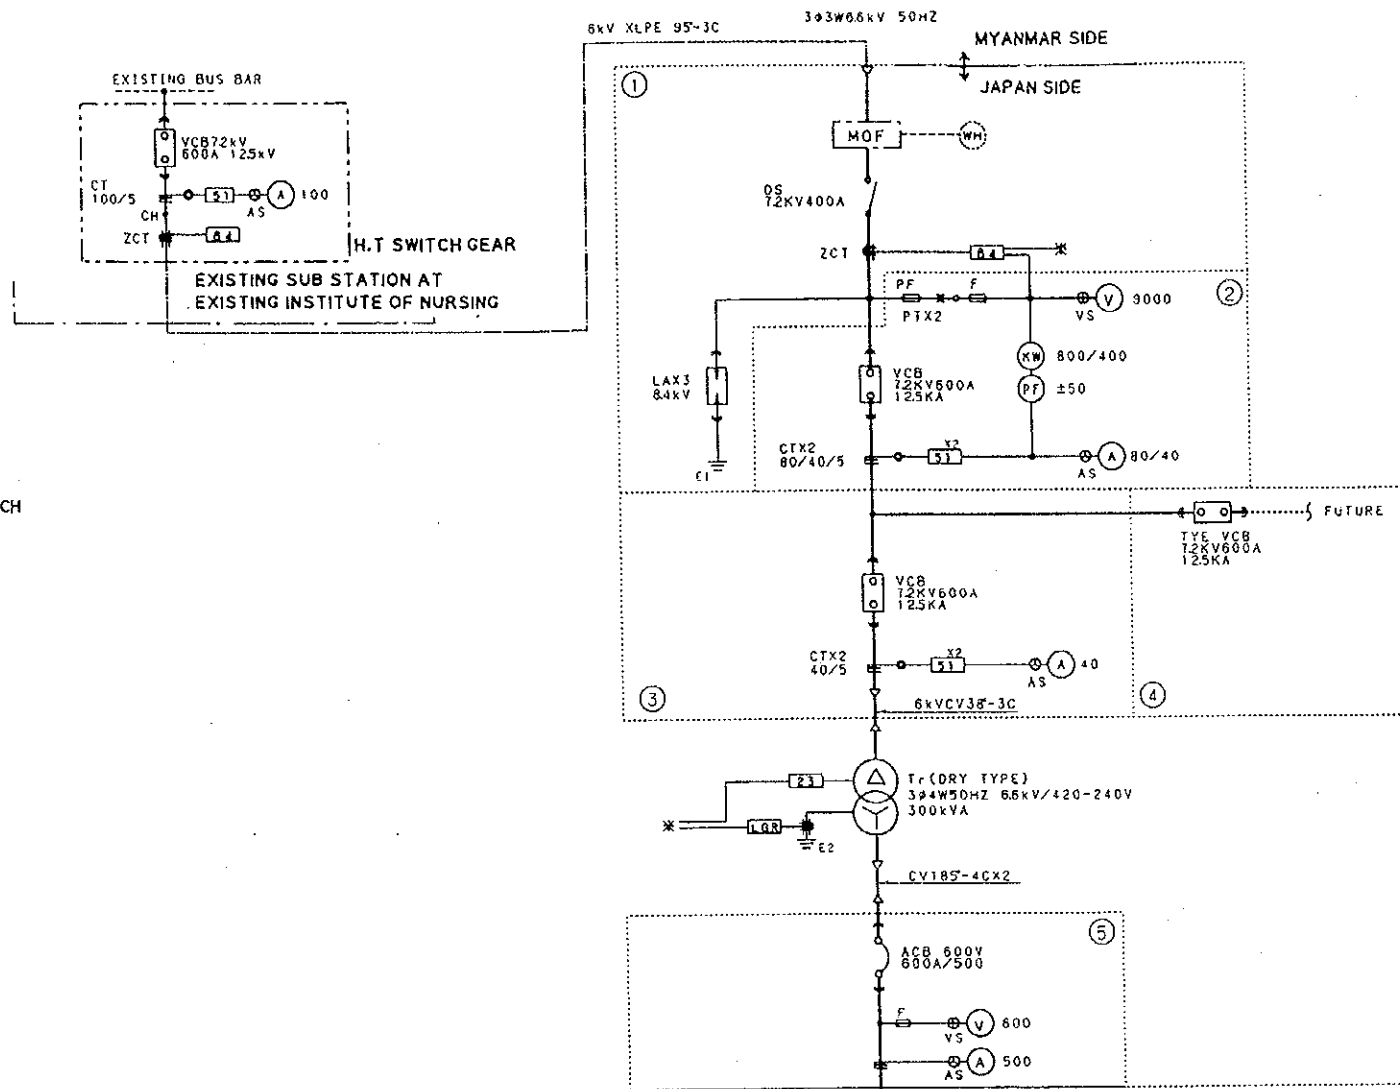 6kV XLPE 95°-3C
3φ3W6.6kV 50HZ
MYANMAR SIDE
JAPAN SIDE
EXISTING BUS BAR
VCB7.2kV
600A 12.5kV
CT
100/5
51
A
100
AS
CH
ZCT
64
H.T SWITCH GEAR
EXISTING SUB STATION AT
EXISTING INSTITUTE OF NURSING
1
MOF
WH
DS
7.2KV400A
ZCT
64
2
PF
F
PTX2
V
9000
VS
KW
800/400
PF
±50
LAX3
8.4kV
E1
VCB
7.2KV600A
12.5KA
CTX2
80/40/5
X2
51
A
80/40
AS
CH
FUTURE
TYE VCB
7.2KV600A
12.5KA
VCB
7.2KV600A
12.5KA
CTX2
40/5
X2
51
A
40
AS
3
4
6kVCV38°-3C
23
Tr(DRY TYPE)
3φ4W50HZ 6.6kV/420-240V
300kVA
LGR
E2
CV185°-4CX2
5
ACB 600V
600A/500
F
V
600
VS
A
500
AS